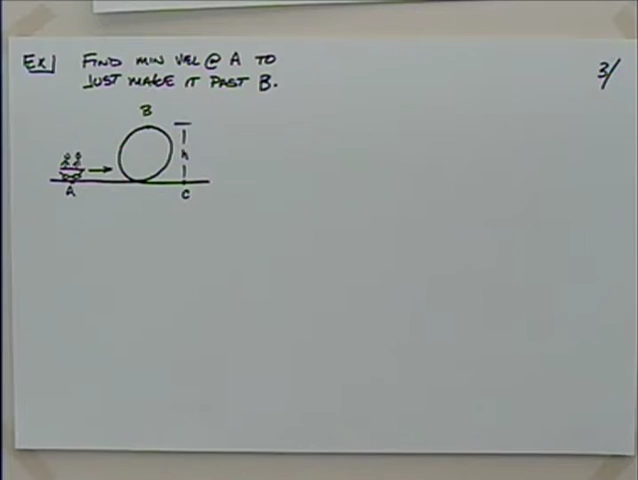 Ex1 FIND MIN VEL @ A TO
JUST MAKE IT PAST B.
3/
B
h
A
C